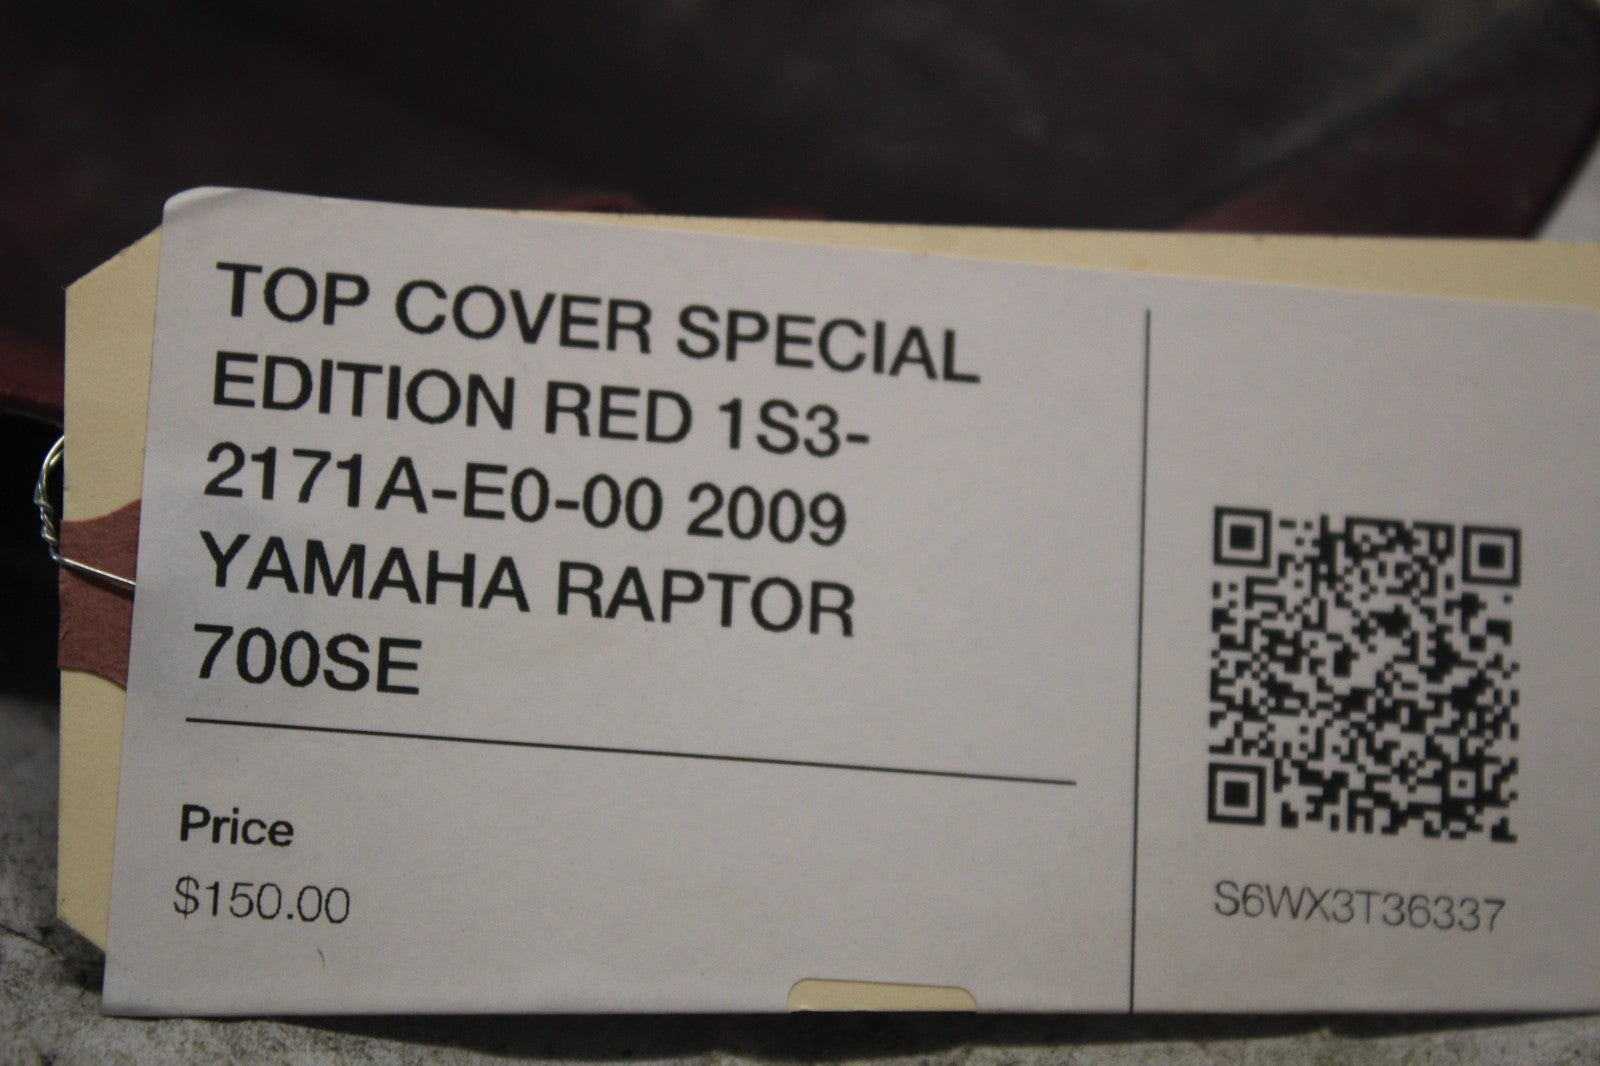 TOP COVER SPECIAL
EDITION RED 1S3-
2171A-E0-00 2009
YAMAHA RAPTOR
700SE
Price
$150.00
S6WX3T36337